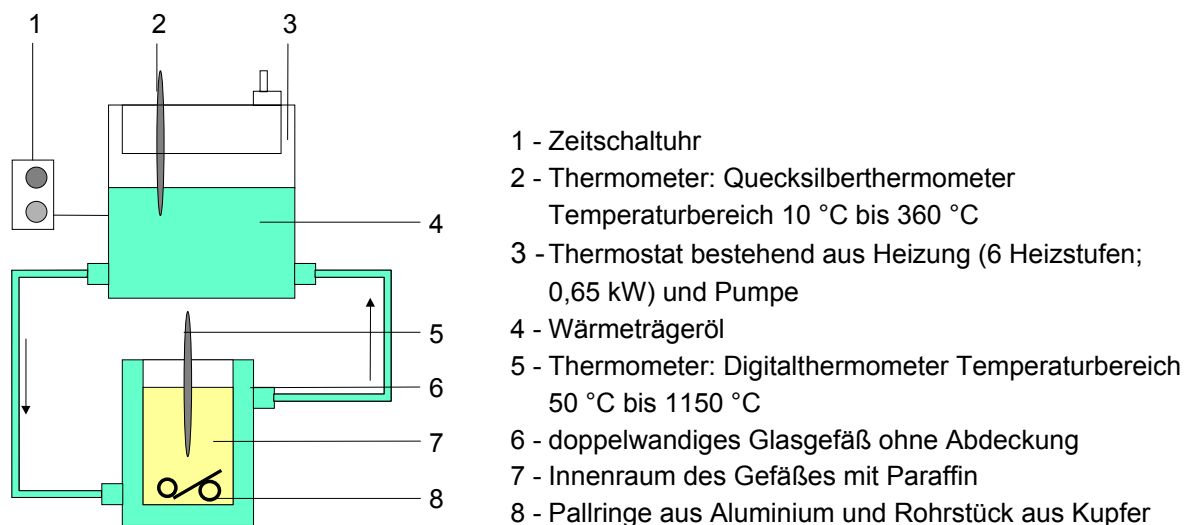 1 2 3
1 - Zeitschaltuhr
2 - Thermometer: Quecksilberthermometer
Temperaturbereich 10 °C bis 360 °C
3 - Thermostat bestehend aus Heizung (6 Heizstufen;
0,65 kW) und Pumpe
4
4 - Wärmeträgeröl
5
5 - Thermometer: Digitalthermometer Temperaturbereich
50 °C bis 1150 °C
6
6 - doppelwandiges Glasgefäß ohne Abdeckung
7
7 - Innenraum des Gefäßes mit Paraffin
8
8 - Pallringe aus Aluminium und Rohrstück aus Kupfer